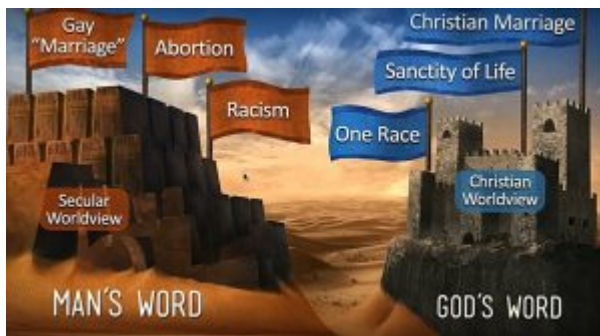 Gay
"Marriage"
Abortion
Racism
Secular
Worldview
MAN'S WORD
Christian Marriage
Sanctity of Life
One Race
Christian
Worldview
GOD'S WORD